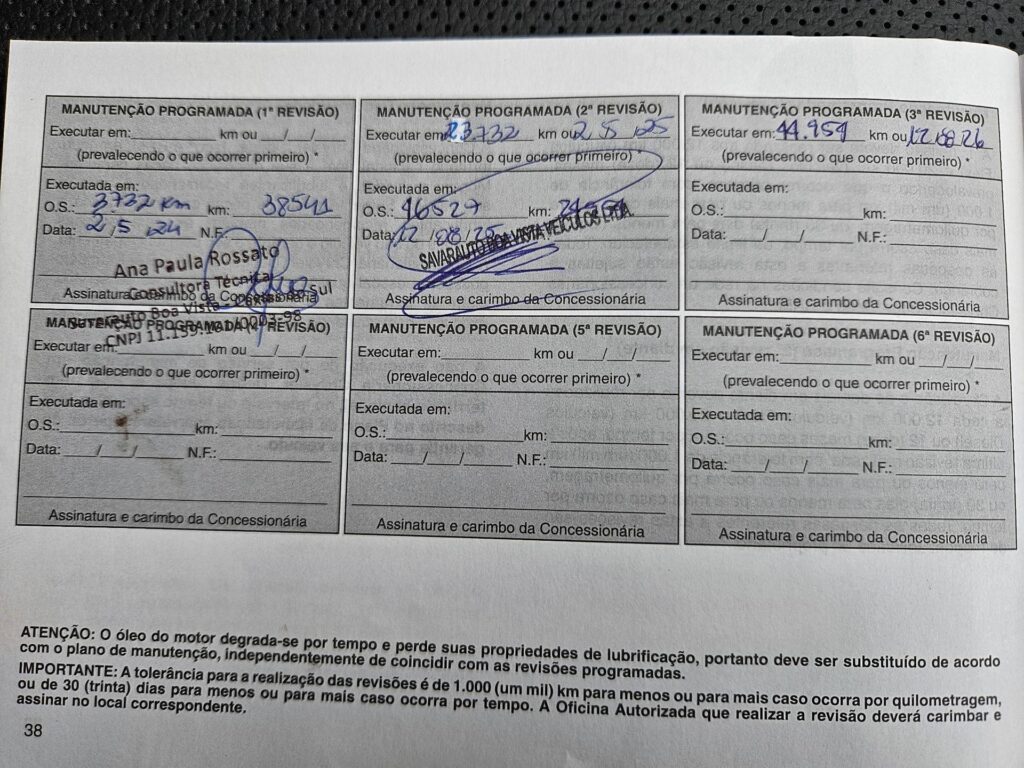 MANUTENÇÃO PROGRAMADA (1ª REVISÃO)
Executar em: km ou / /
(prevalecendo o que ocorrer primeiro) *
Executada em:
O.S.: 3732 Km km: 38541
Data: 2 / 5 / 24 N.F.
Ana Paula Rossato
Consultora Técnica
Assinatura e carimbo da Concessionária
MANUTENÇÃO PROGRAMADA (2ª REVISÃO)
Executar em: 23732 km ou 2 / 5 / 25
(prevalecendo o que ocorrer primeiro) *
Executada em:
O.S.: 46527 km:
Data: 12 / 08 /
SAVARAUTO BOA VISTA VEÍCULOS LTDA.
Assinatura e carimbo da Concessionária
MANUTENÇÃO PROGRAMADA (3ª REVISÃO)
Executar em: 44.959 km ou 12 08 26
(prevalecendo o que ocorrer primeiro) *
Executada em:
O.S.: km:
Data: / / N.F.:
Assinatura e carimbo da Concessionária
MANUTENÇÃO PROGRAMADA REVISÃO)
Executar em: km ou / /
(prevalecendo o que ocorrer primeiro) *
Executada em:
O.S.: km:
Data: / / N.F.:
Assinatura e carimbo da Concessionária
MANUTENÇÃO PROGRAMADA (5ª REVISÃO)
Executar em: km ou / /
(prevalecendo o que ocorrer primeiro) *
Executada em:
O.S.: km:
Data: / / N.F.:
Assinatura e carimbo da Concessionária
MANUTENÇÃO PROGRAMADA (6ª REVISÃO)
Executar em: km ou / /
(prevalecendo o que ocorrer primeiro) *
Executada em:
O.S.: km:
Data: / / N.F.:
Assinatura e carimbo da Concessionária
ATENÇÃO: O óleo do motor degrada-se por tempo e perde suas propriedades de lubrificação, portanto deve ser substituído de acordo
com o plano de manutenção, independentemente de coincidir com as revisões programadas.
IMPORTANTE: A tolerância para a realização das revisões é de 1.000 (um mil) km para menos ou para mais caso ocorra por quilometragem,
ou de 30 (trinta) dias para menos ou para mais caso ocorra por tempo. A Oficina Autorizada que realizar a revisão deverá carimbar e
assinar no local correspondente.
38